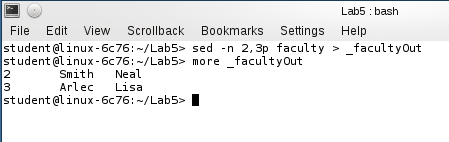 Lab5 : bash
File Edit View Scrollback Bookmarks Settings Help
student@linux-6c76:~/Lab5> sed -n 2,3p faculty > _facultyOut
student@linux-6c76:~/Lab5> more _facultyOut
2 Smith Neal
3 Arlec Lisa
student@linux-6c76:~/Lab5>